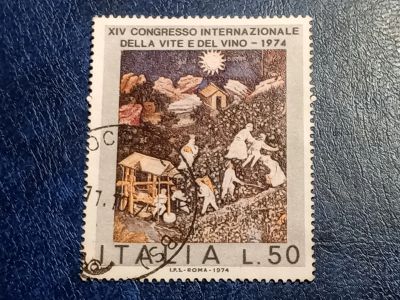 XIV CONGRESSO INTERNAZIONALE
DELLA VITE E DEL VINO - 1974
ITALIA L.50
I.P.S.-ROMA-1974